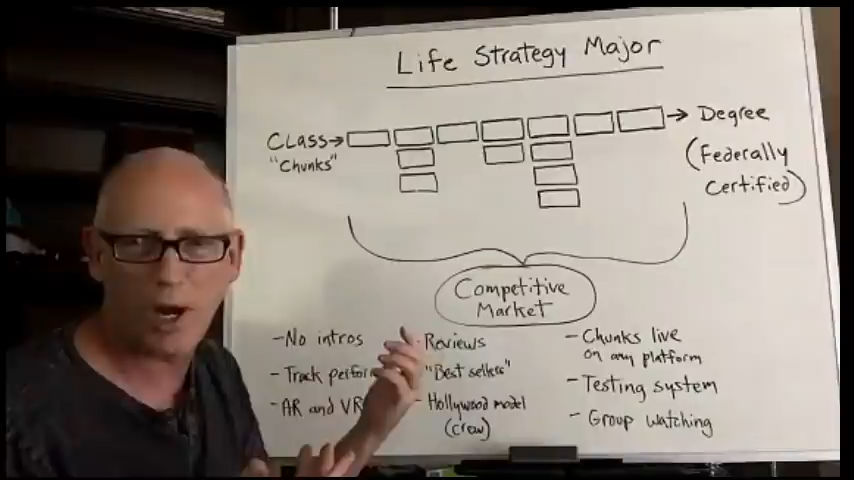 Life Strategy Major
Class → → Degree
"Chunks"
(Federally
Certified)
Competitive
Market
- No intros
- Track
- AR and VR
- Reviews
"Best sellers"
- Hollywood model
(crew)
- Chunks live
on any platform
- Testing system
- Group watching